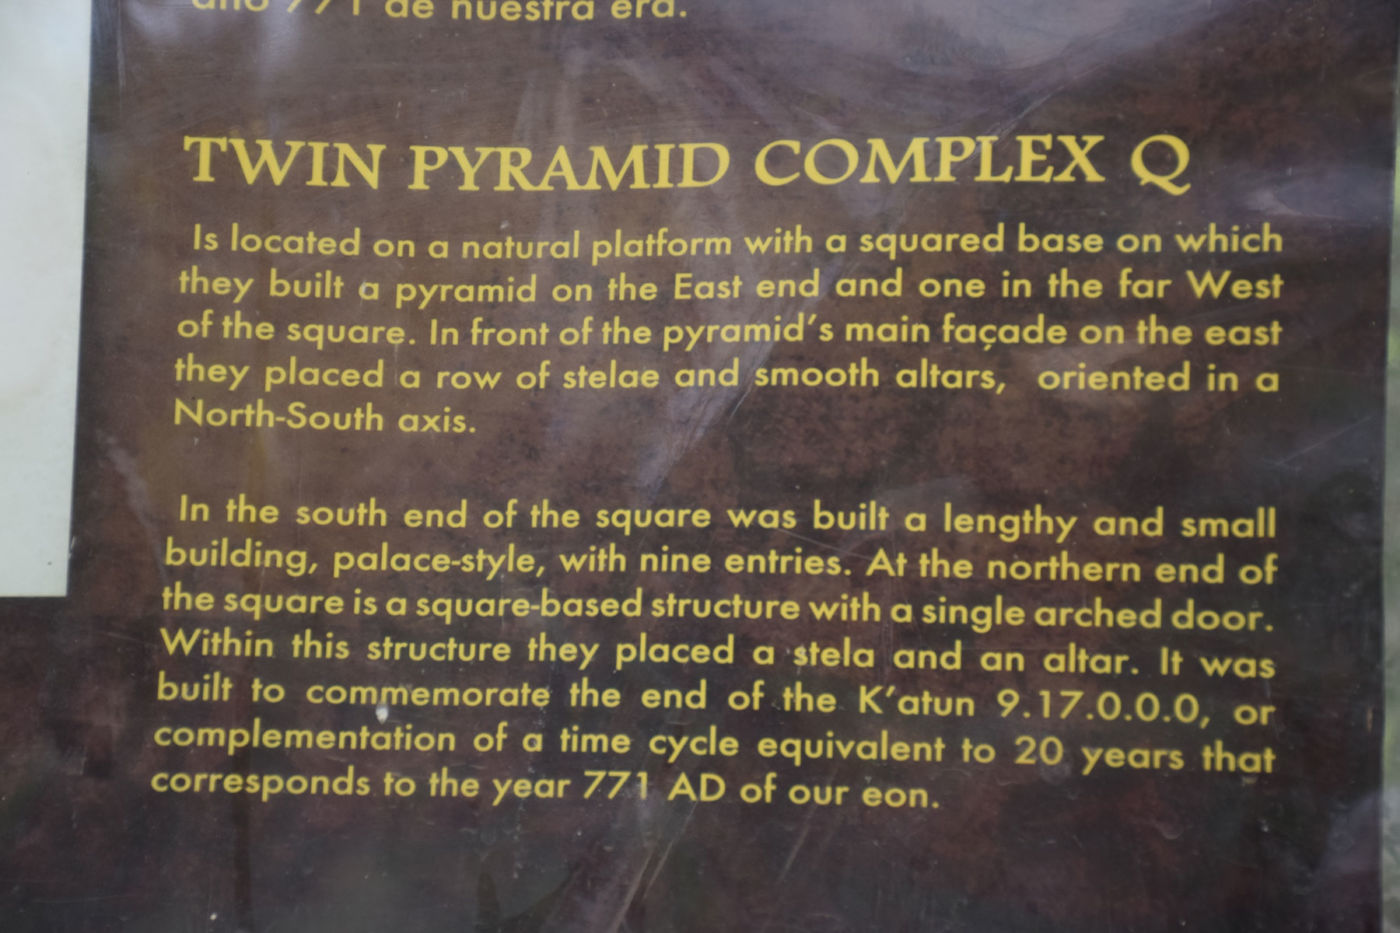 año 771 de nuestra era.
TWIN PYRAMID COMPLEX Q
Is located on a natural platform with a squared base on which
they built a pyramid on the East end and one in the far West
of the square. In front of the pyramid's main façade on the east
they placed a row of stelae and smooth altars, oriented in a
North-South axis.
In the south end of the square was built a lengthy and small
building, palace-style, with nine entries. At the northern end of
the square is a square-based structure with a single arched door.
Within this structure they placed a stela and an altar. It was
built to commemorate the end of the K'atun 9.17.0.0.0, or
complementation of a time cycle equivalent to 20 years that
corresponds to the year 771 AD of our eon.